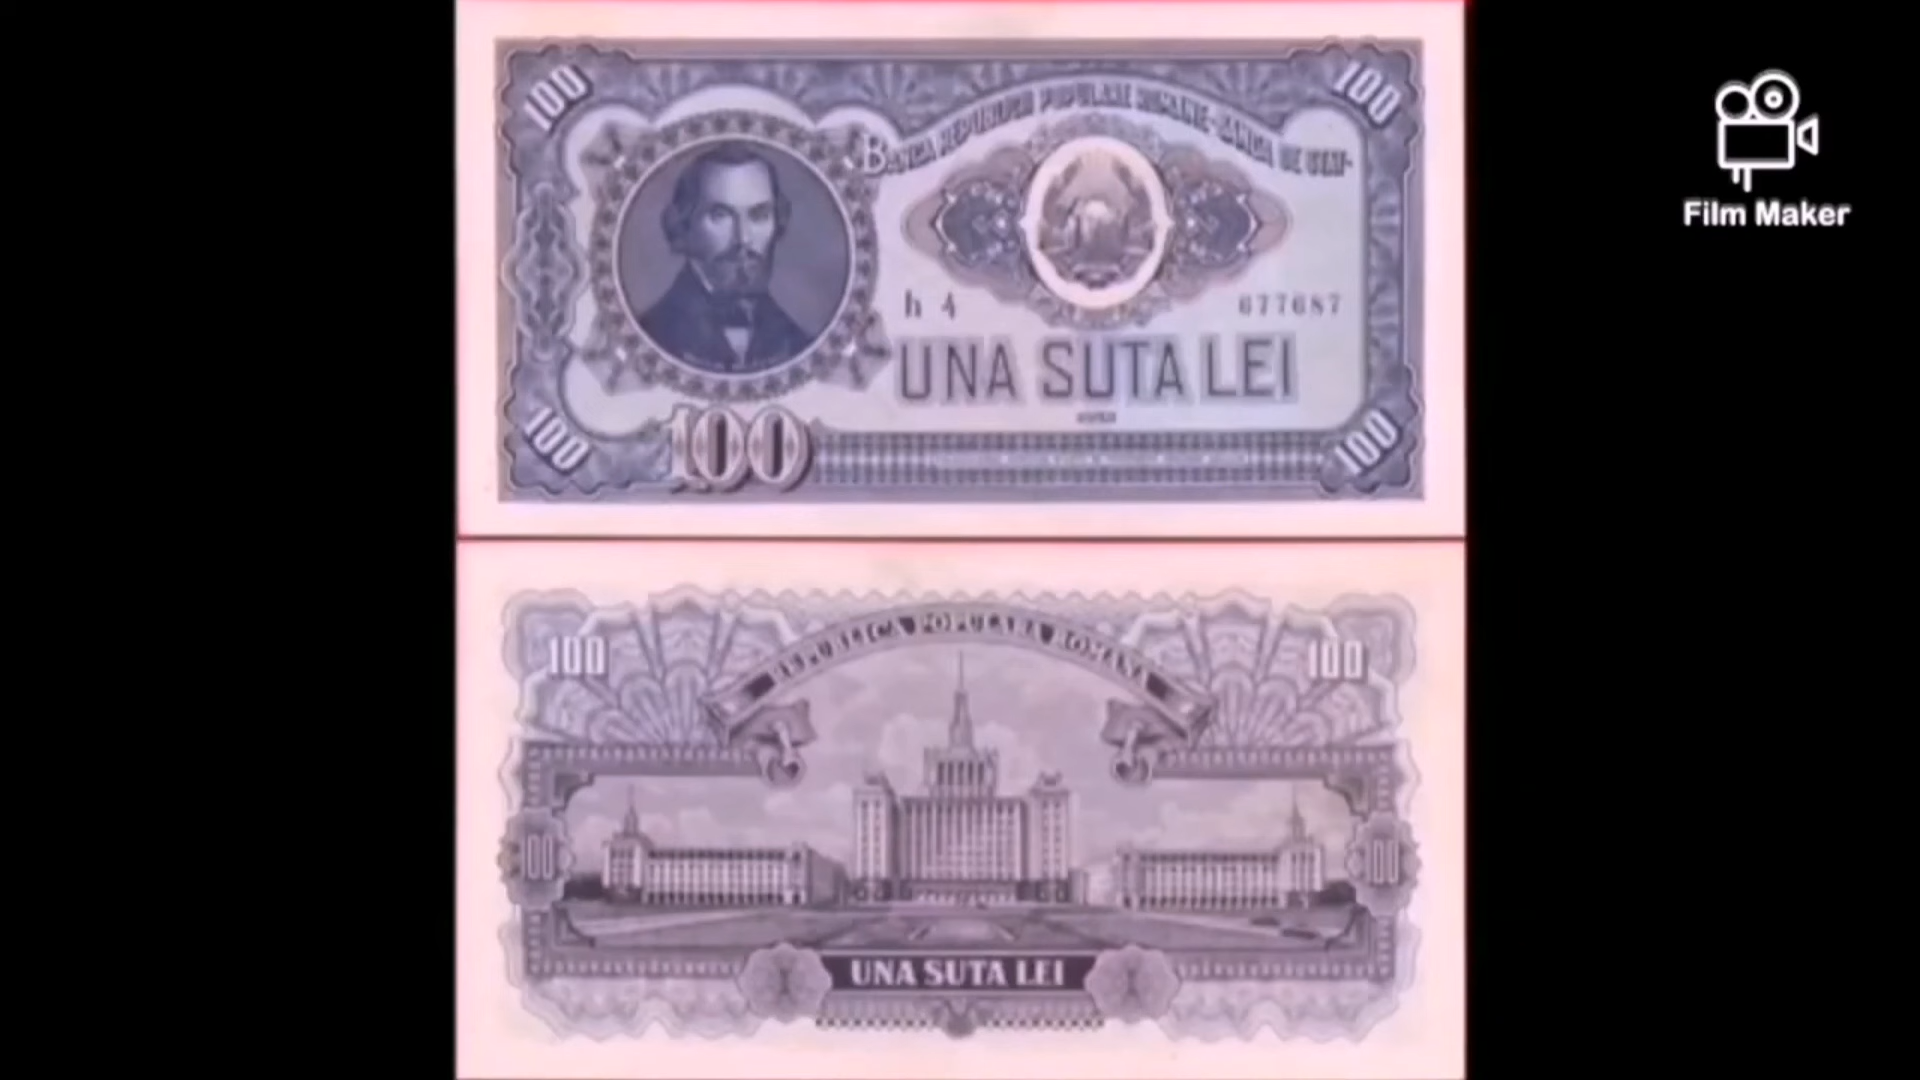 100
100
BANCA REPUBLICII POPULARE ROMANE-BANCA DE STAT-
h 4
677687
UNA SUTA LEI
100
100
100
Film Maker
REPUBLICA POPULARA ROMANA
100
100
100
100
UNA SUTA LEI